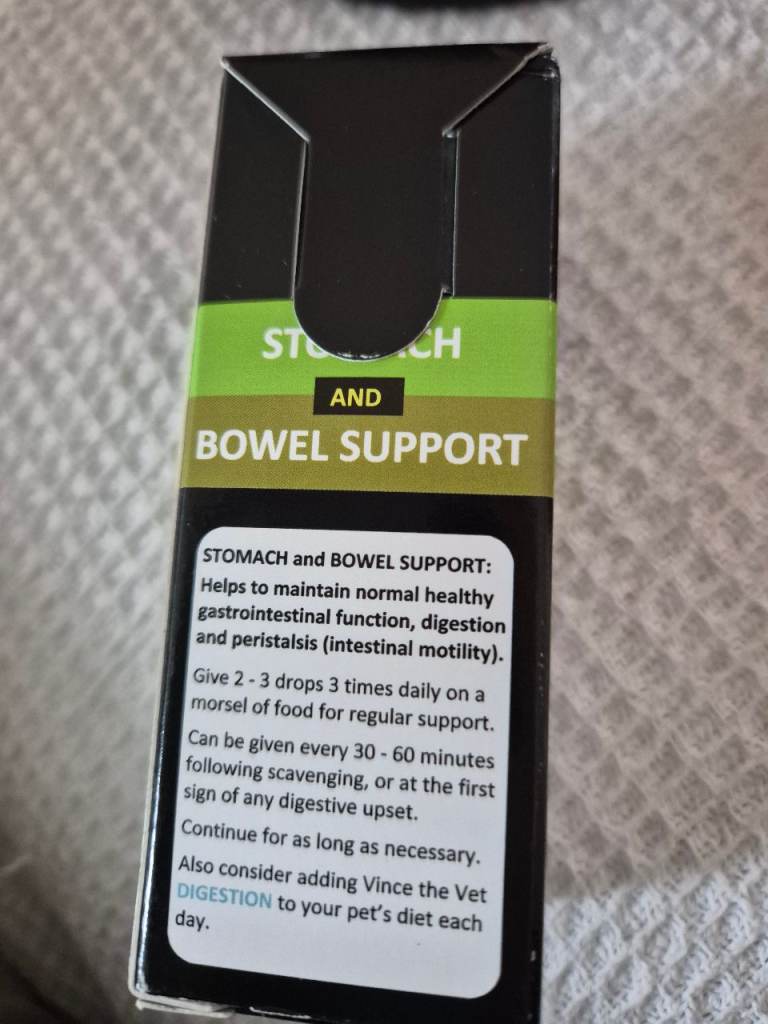 STOMACH
AND
BOWEL SUPPORT
STOMACH and BOWEL SUPPORT:
Helps to maintain normal healthy
gastrointestinal function, digestion
and peristalsis (intestinal motility).
Give 2 - 3 drops 3 times daily on a
morsel of food for regular support.
Can be given every 30 - 60 minutes
following scavenging, or at the first
sign of any digestive upset.
Continue for as long as necessary.
Also consider adding Vince the Vet
DIGESTION to your pet's diet each
day.